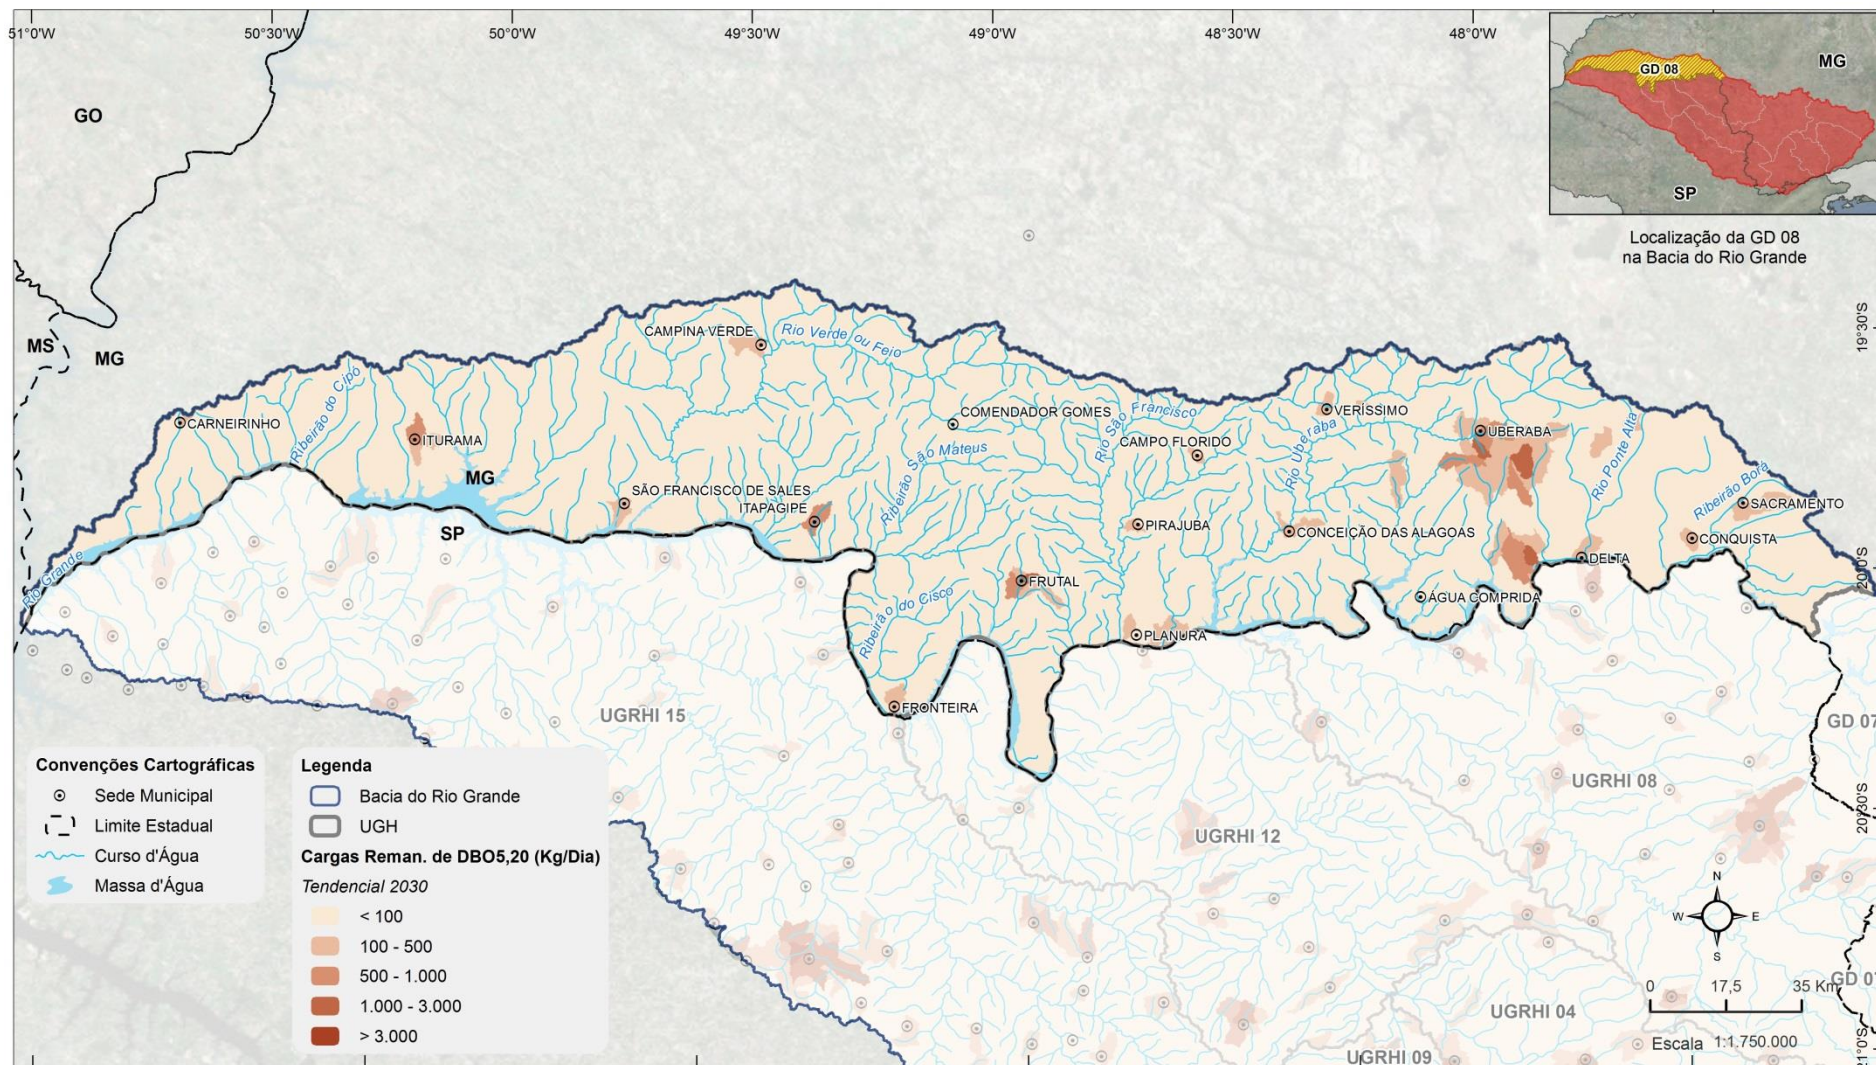 51°0'W
50°30'W
50°0'W
49°30'W
49°0'W
48°30'W
48°0'W
GO
MS
MG
GD 08
MG
SP
Localização da GD 08
na Bacia do Rio Grande
19°30'S
20°0'S
20°30'S
21°0'S
CAMPINA VERDE
Rio Verde ou Feio
Ribeirão do Cipó
CARNEIRINHO
ITURAMA
COMENDADOR GOMES
Rio São Francisco
VERÍSSIMO
UBERABA
CAMPO FLORIDO
Rio Uberaba
Rio Ponte Alta
Ribeirão São Mateus
MG
SP
SÃO FRANCISCO DE SALES
ITAPAGIPE
PIRAJUBA
CONCEIÇÃO DAS ALAGOAS
Ribeirão Borá
SACRAMENTO
CONQUISTA
DELTA
Rio Grande
FRUTAL
ÁGUA COMPRIDA
Ribeirão do Cisco
PLANURA
FRONTEIRA
UGRHI 15
GD 07
UGRHI 08
UGRHI 12
UGRHI 04
UGRHI 09
GD 07
Convenções Cartográficas
Sede Municipal
Limite Estadual
Curso d'Água
Massa d'Água
Legenda
Bacia do Rio Grande
UGH
Cargas Reman. de DBO5,20 (Kg/Dia)
Tendencial 2030
< 100
100 - 500
500 - 1.000
1.000 - 3.000
> 3.000
N
W
E
S
0 17,5 35 Km
Escala 1:1.750.000